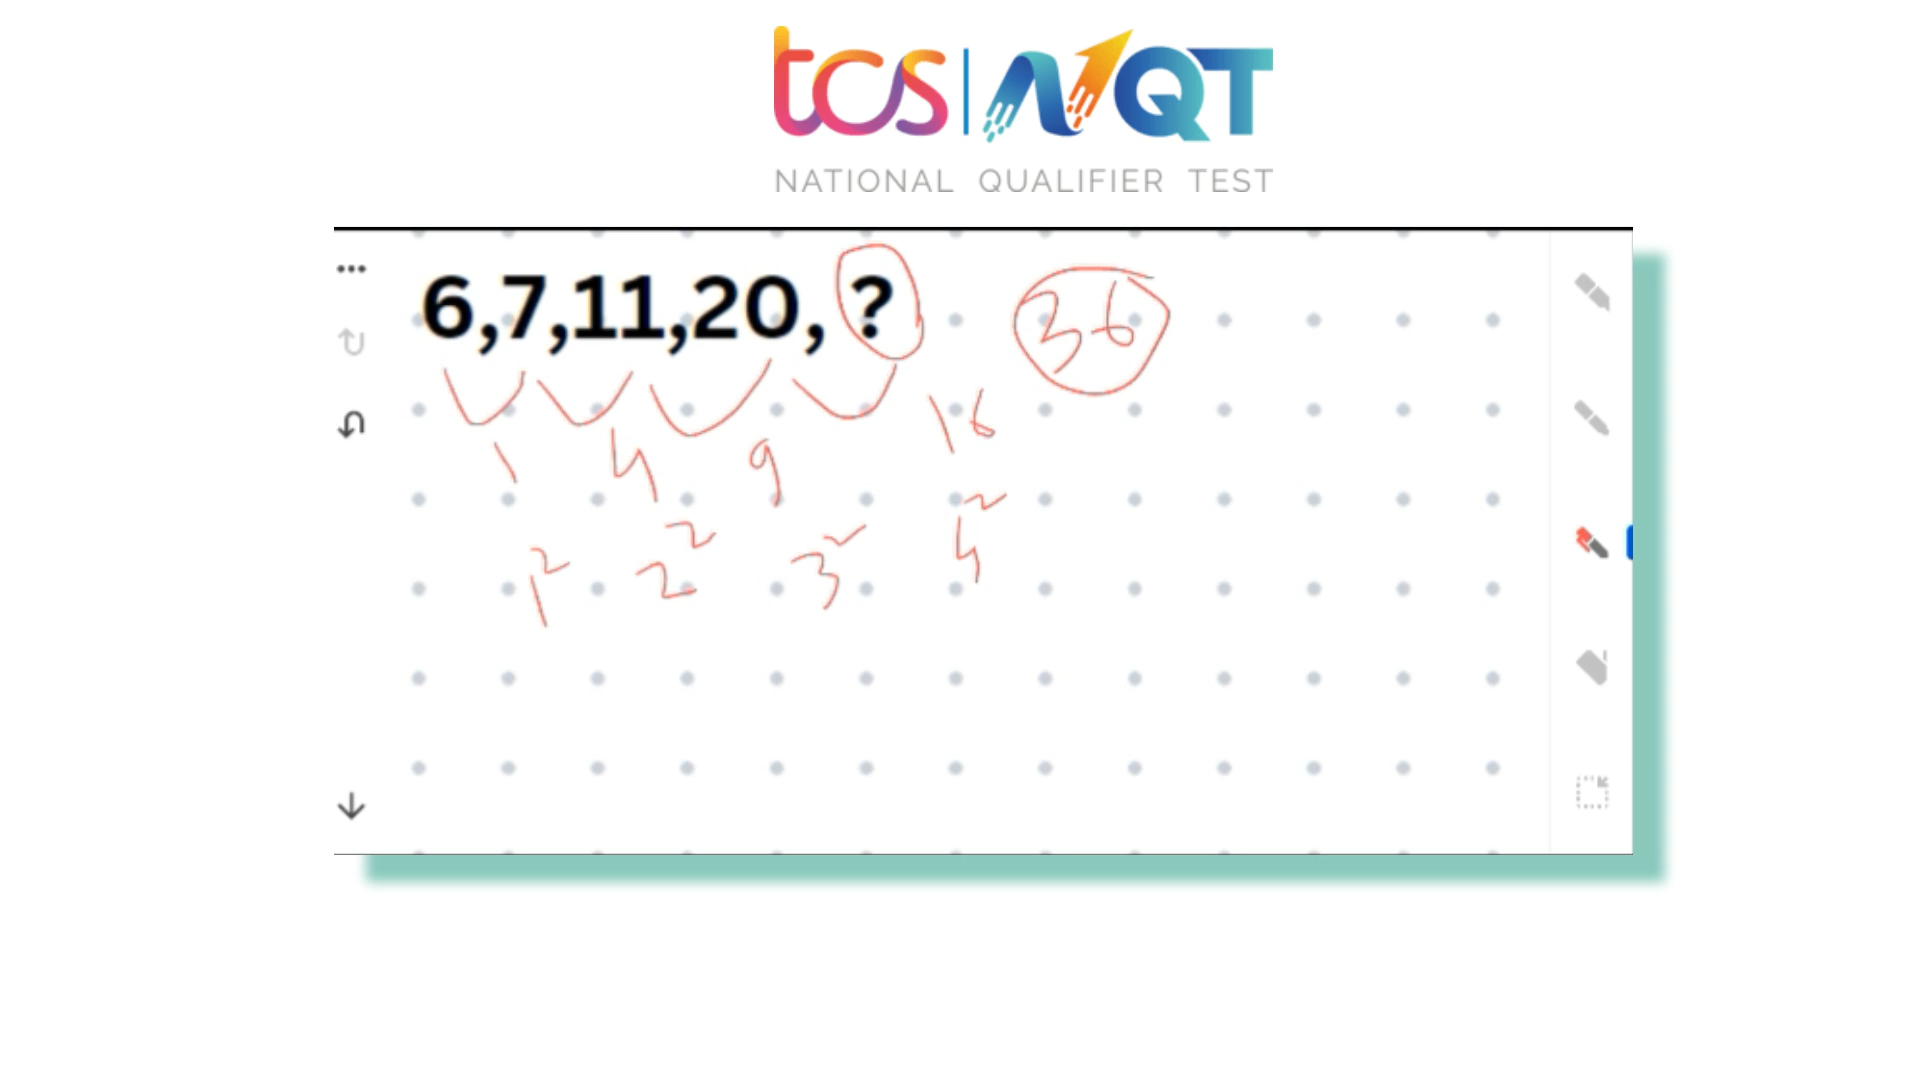 tcs | NQT
NATIONAL QUALIFIER TEST
6,7,11,20, ? 36
1 4 9 16
1² 2² 3² 4²